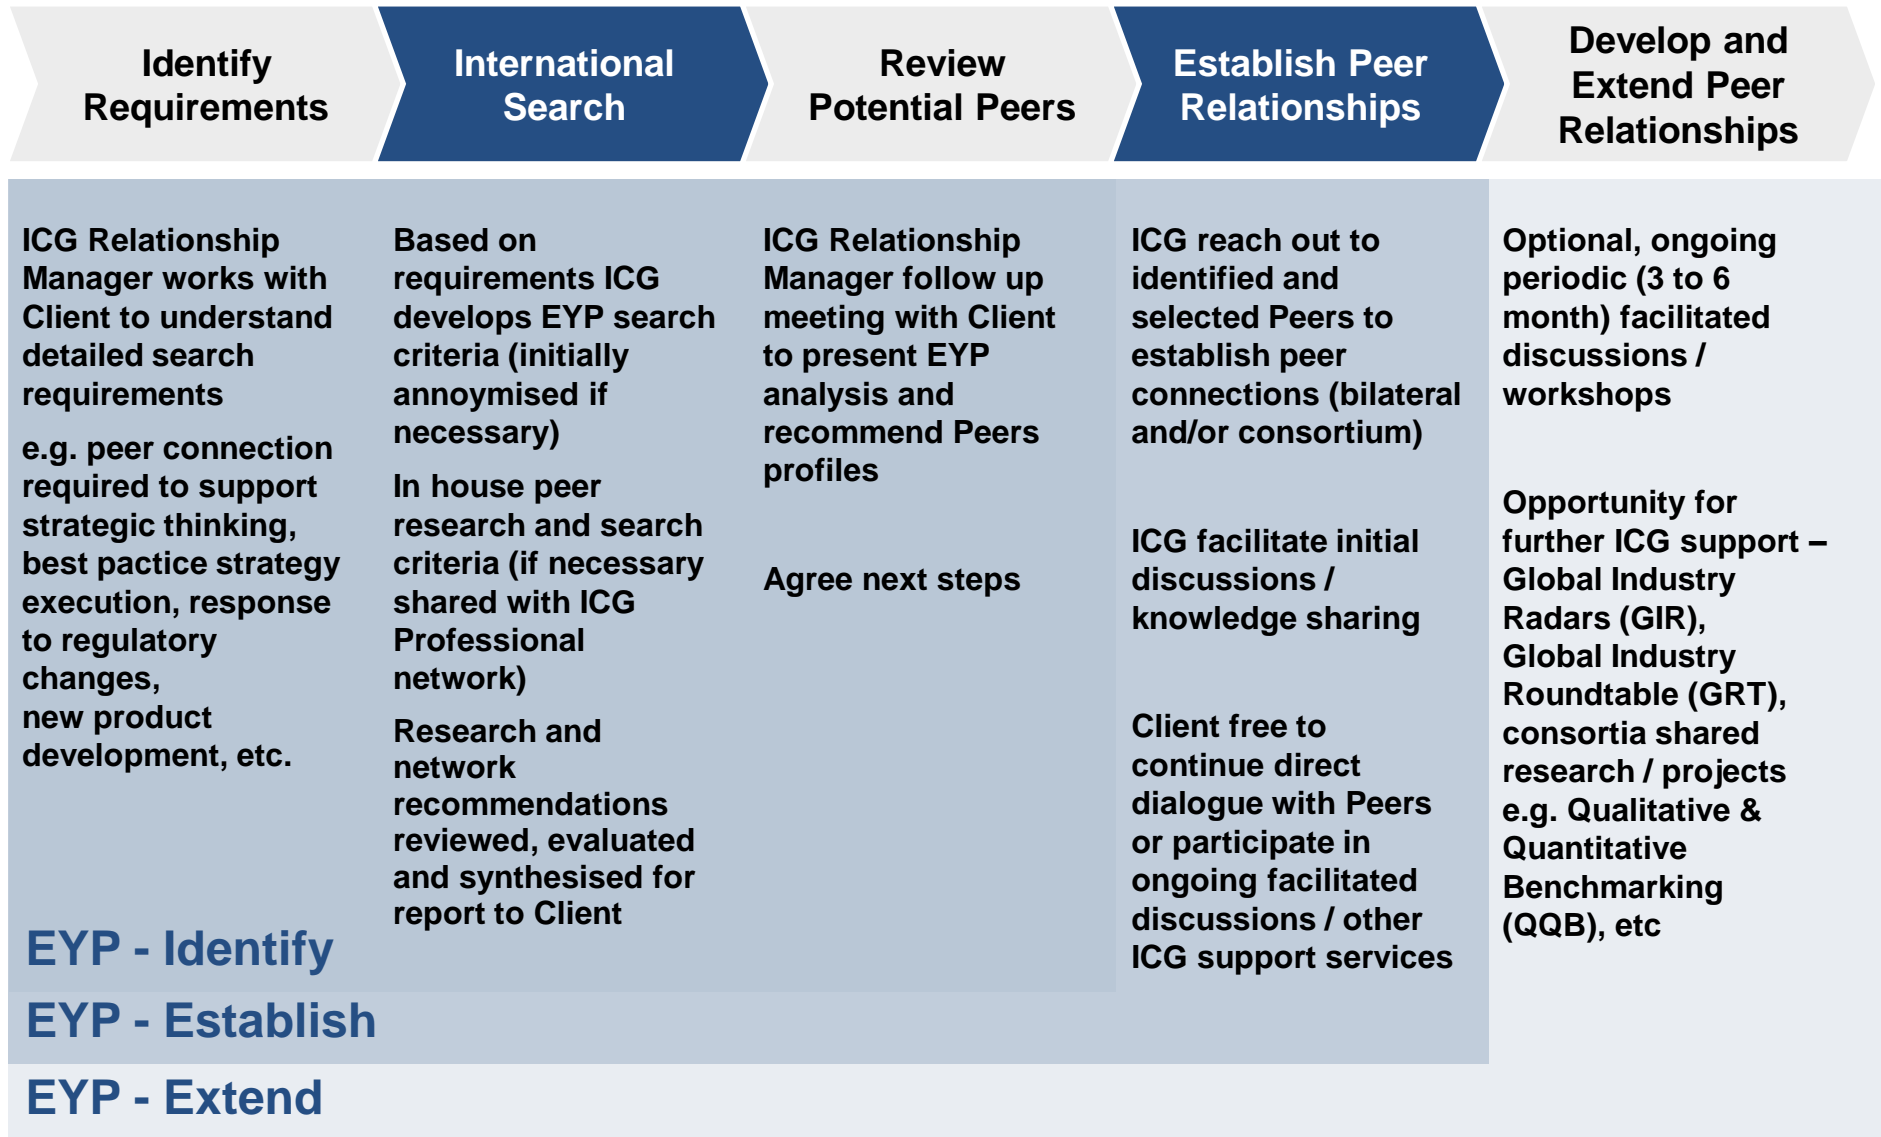 Identify
Requirements
International
Search
Review
Potential Peers
Establish Peer
Relationships
Develop and
Extend Peer
Relationships
ICG Relationship
Manager works with
Client to understand
detailed search
requirements
e.g. peer connection
required to support
strategic thinking,
best pactice strategy
execution, response
to regulatory
changes,
new product
development, etc.
Based on
requirements ICG
develops EYP search
criteria (initially
annoymised if
necessary)
In house peer
research and search
criteria (if necessary
shared with ICG
Professional
network)
Research and
network
recommendations
reviewed, evaluated
and synthesised for
report to Client
ICG Relationship
Manager follow up
meeting with Client
to present EYP
analysis and
recommend Peers
profiles
Agree next steps
ICG reach out to
identified and
selected Peers to
establish peer
connections (bilateral
and/or consortium)
ICG facilitate initial
discussions /
knowledge sharing
Client free to
continue direct
dialogue with Peers
or participate in
ongoing facilitated
discussions / other
ICG support services
Optional, ongoing
periodic (3 to 6
month) facilitated
discussions /
workshops
Opportunity for
further ICG support –
Global Industry
Radars (GIR),
Global Industry
Roundtable (GRT),
consortia shared
research / projects
e.g. Qualitative &
Quantitative
Benchmarking
(QQB), etc
EYP - Identify
EYP - Establish
EYP - Extend